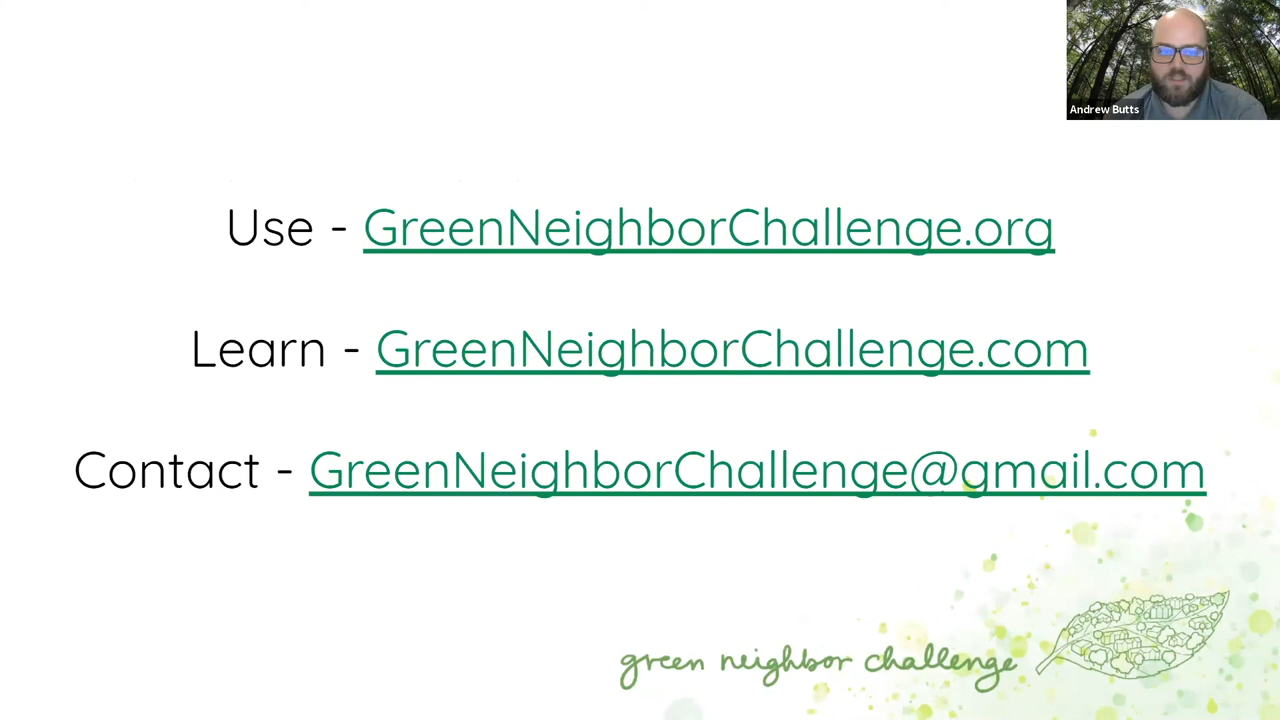 Andrew Butts
Use - GreenNeighborChallenge.org
Learn - GreenNeighborChallenge.com
Contact - GreenNeighborChallenge@gmail.com
green neighbor challenge